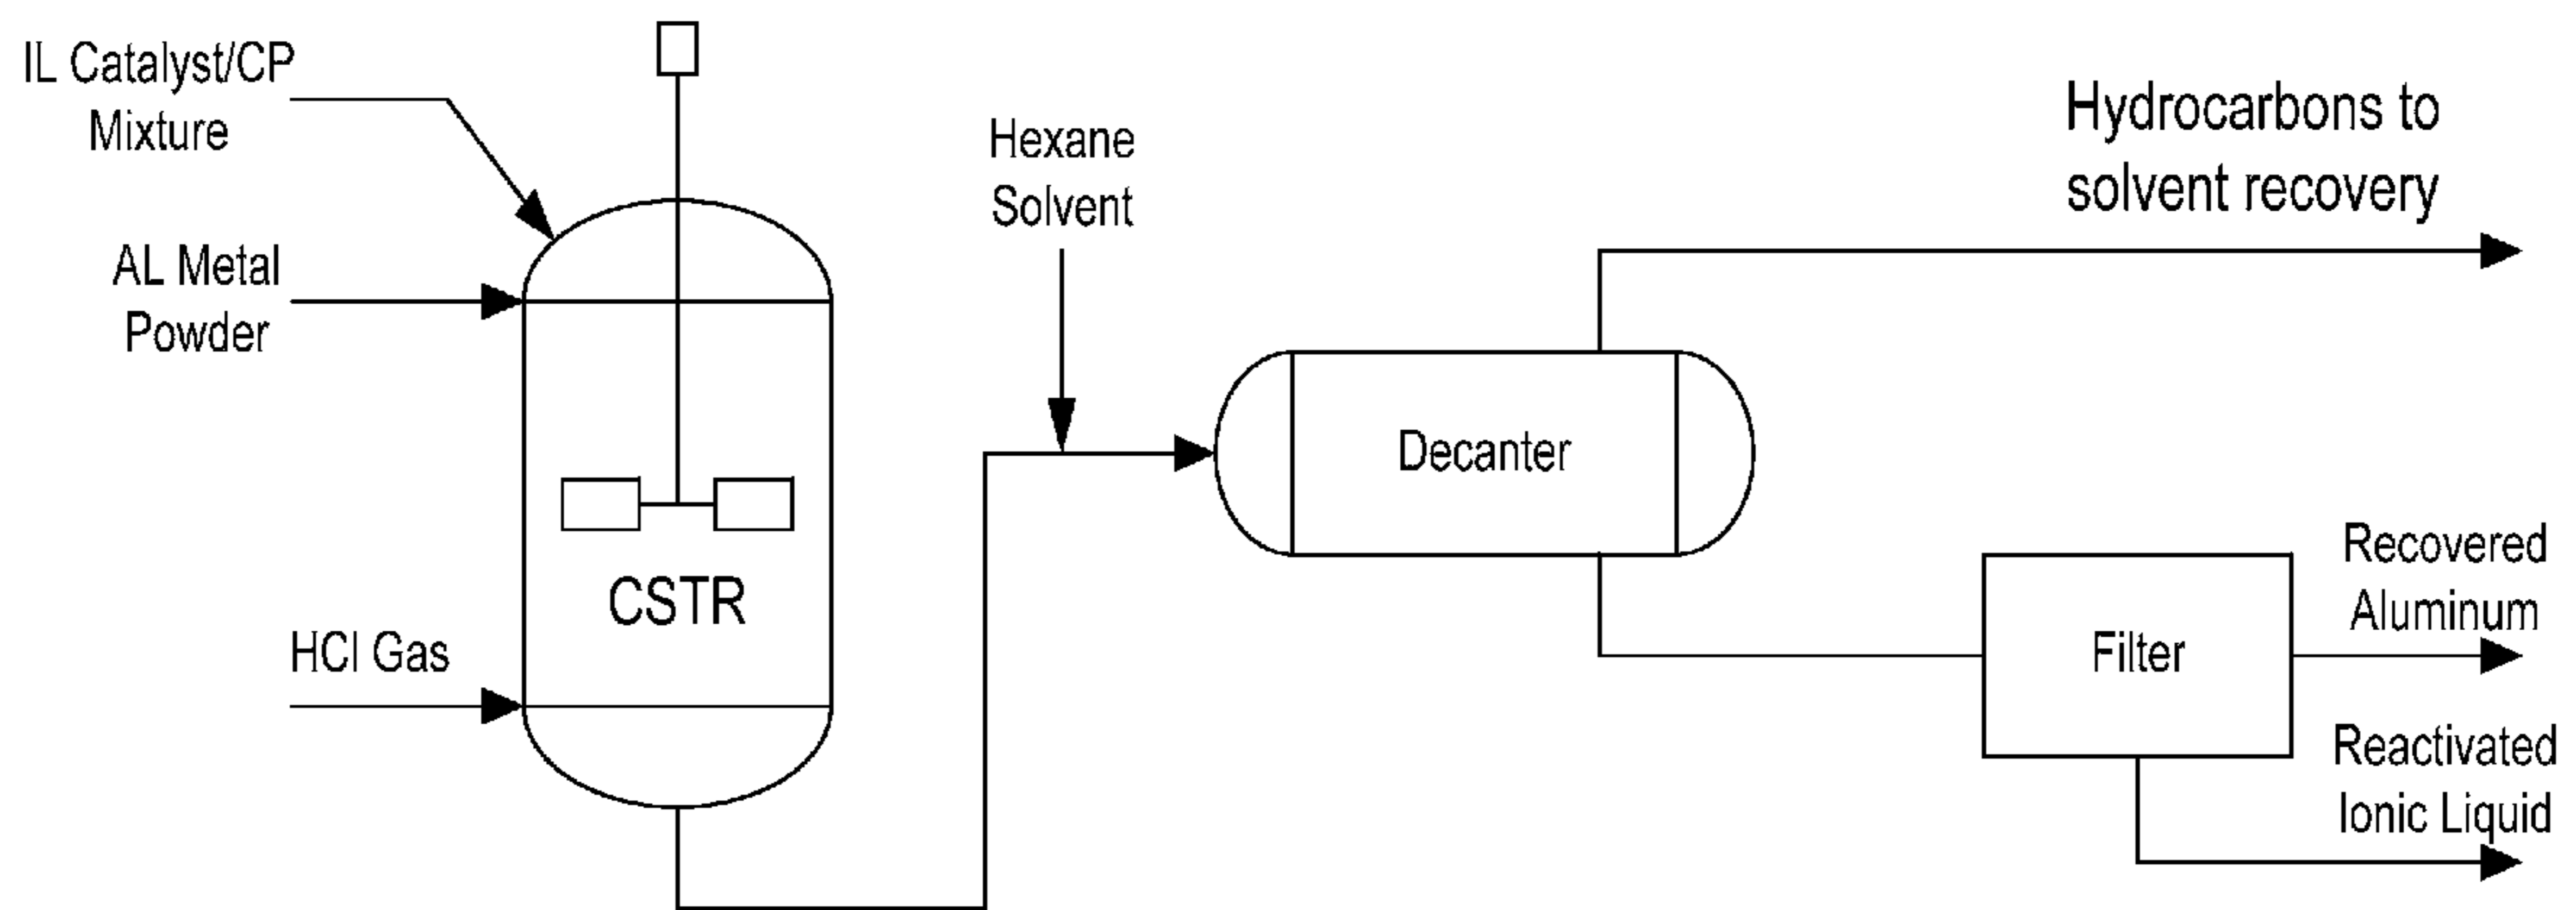 IL Catalyst/CP
Mixture
AL Metal
Powder
HCl Gas
CSTR
Hexane
Solvent
Decanter
Hydrocarbons to
solvent recovery
Filter
Recovered
Aluminum
Reactivated
Ionic Liquid